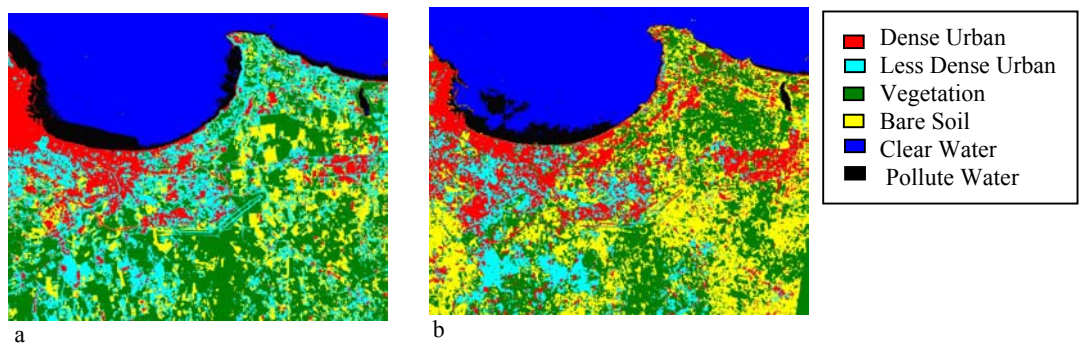 Dense Urban
Less Dense Urban
Vegetation
Bare Soil
Clear Water
Pollute Water
a
b